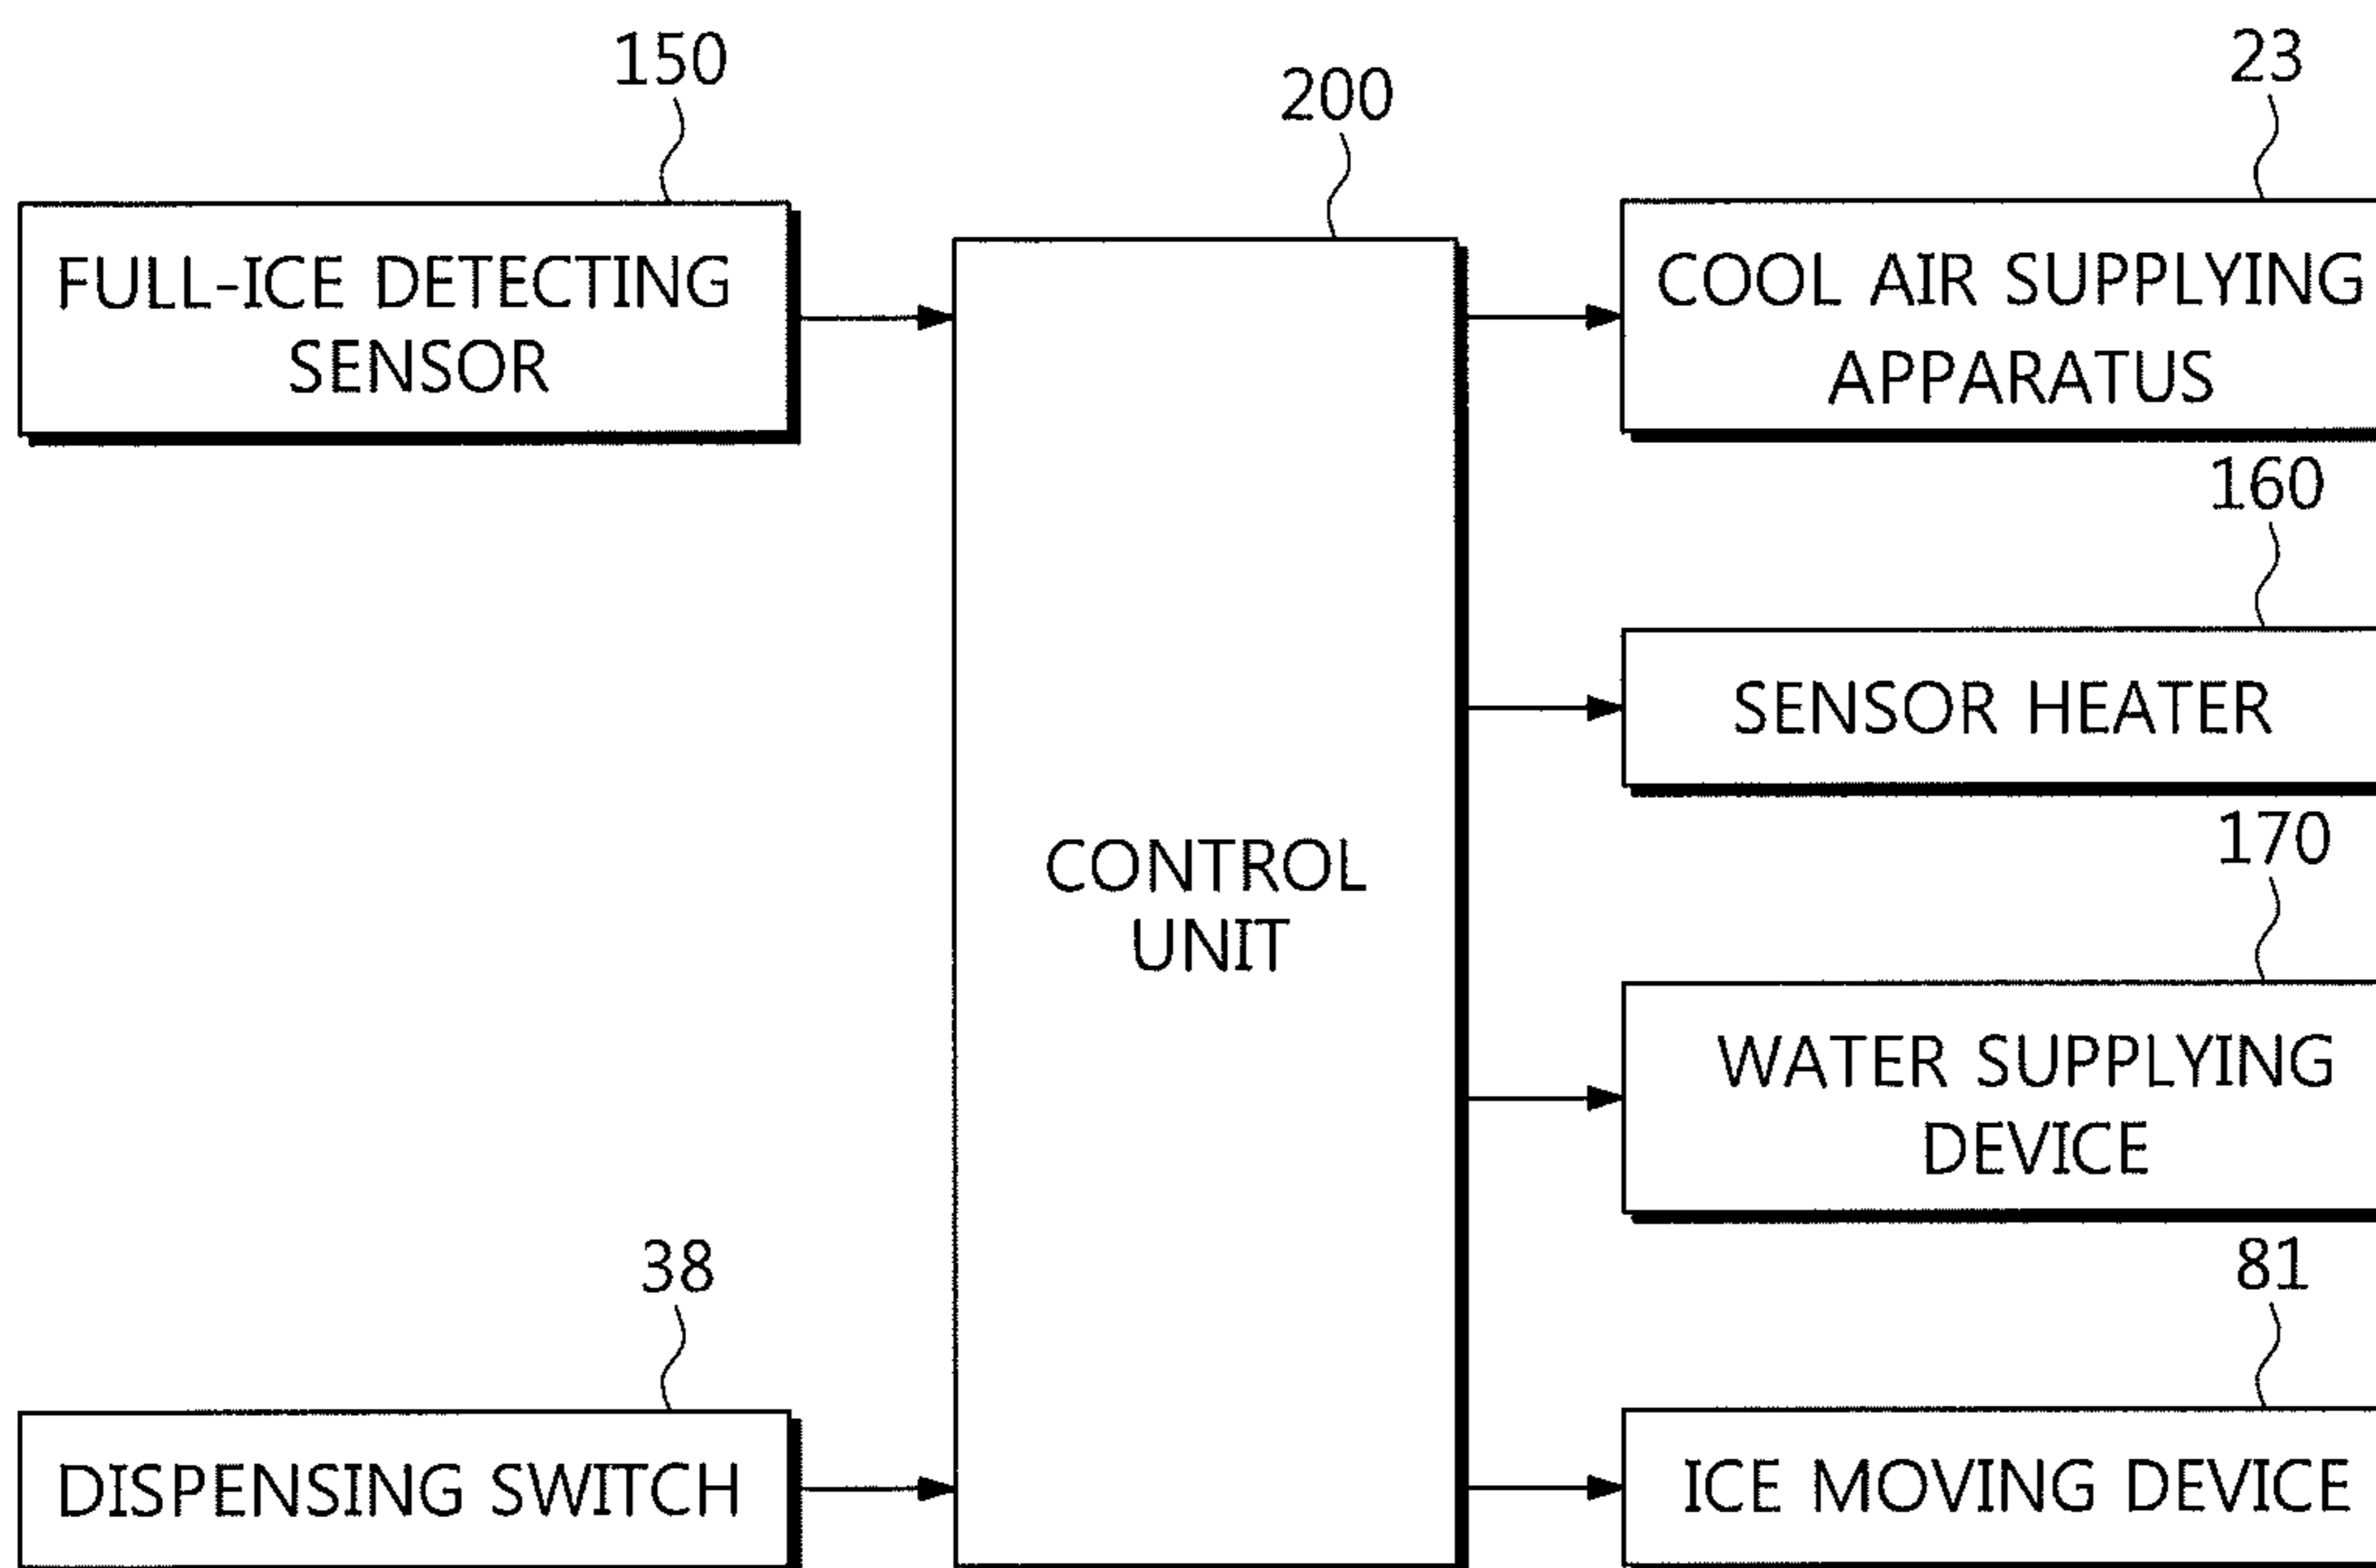 150
FULL-ICE DETECTING
SENSOR
38
DISPENSING SWITCH
200
CONTROL
UNIT
23
COOL AIR SUPPLYING
APPARATUS
160
SENSOR HEATER
170
WATER SUPPLYING
DEVICE
81
ICE MOVING DEVICE